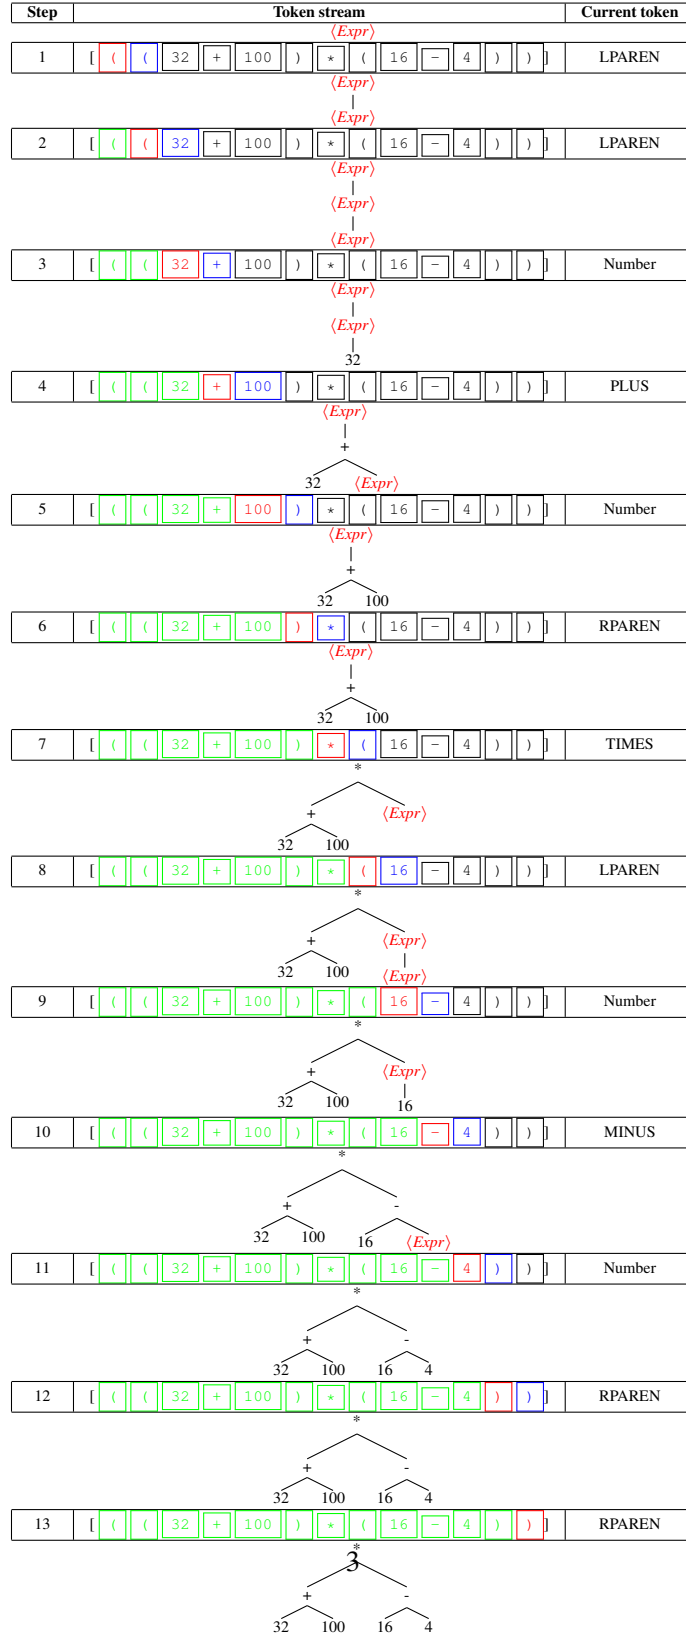 Step Token stream Current token
⟨Expr⟩
1 [ ( ( 32 + 100 ) * ( 16 - 4 ) ) ] LPAREN
⟨Expr⟩
⟨Expr⟩
2 [ ( ( 32 + 100 ) * ( 16 - 4 ) ) ] LPAREN
⟨Expr⟩
⟨Expr⟩
⟨Expr⟩
3 [ ( ( 32 + 100 ) * ( 16 - 4 ) ) ] Number
⟨Expr⟩
⟨Expr⟩
32
4 [ ( ( 32 + 100 ) * ( 16 - 4 ) ) ] PLUS
⟨Expr⟩
+
32 ⟨Expr⟩
5 [ ( ( 32 + 100 ) * ( 16 - 4 ) ) ] Number
⟨Expr⟩
+
32 100
6 [ ( ( 32 + 100 ) * ( 16 - 4 ) ) ] RPAREN
⟨Expr⟩
+
32 100
7 [ ( ( 32 + 100 ) * ( 16 - 4 ) ) ] TIMES
*
+ ⟨Expr⟩
32 100
8 [ ( ( 32 + 100 ) * ( 16 - 4 ) ) ] LPAREN
*
+ ⟨Expr⟩
32 100 ⟨Expr⟩
9 [ ( ( 32 + 100 ) * ( 16 - 4 ) ) ] Number
*
+ ⟨Expr⟩
32 100 16
10 [ ( ( 32 + 100 ) * ( 16 - 4 ) ) ] MINUS
*
+ -
32 100 16 ⟨Expr⟩
11 [ ( ( 32 + 100 ) * ( 16 - 4 ) ) ] Number
*
+ -
32 100 16 4
12 [ ( ( 32 + 100 ) * ( 16 - 4 ) ) ] RPAREN
*
+ -
32 100 16 4
13 [ ( ( 32 + 100 ) * ( 16 - 4 ) ) ] RPAREN
*
3
+ -
32 100 16 4